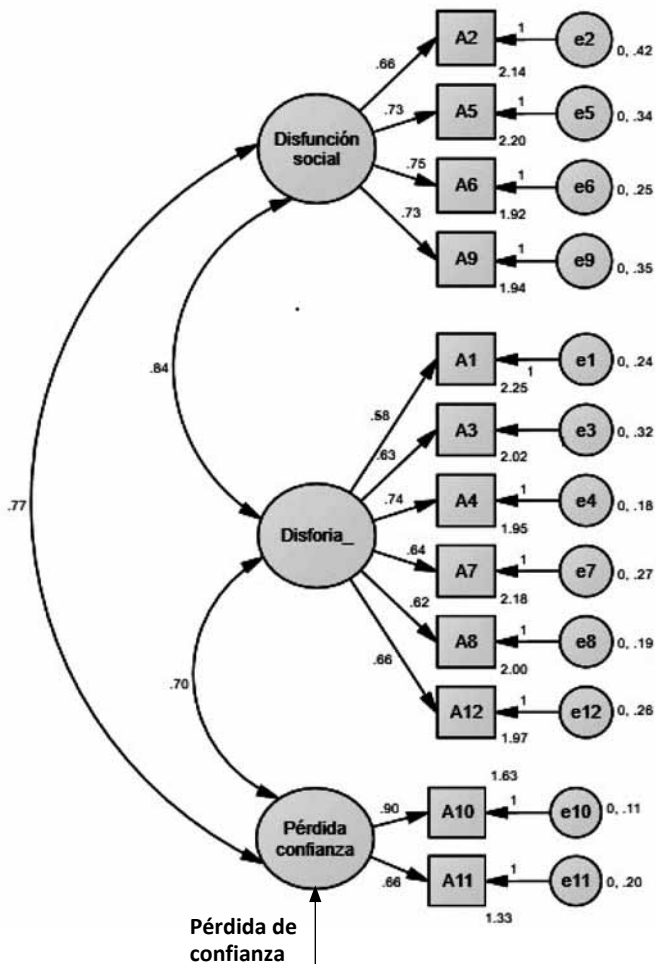 A2
1
e2
0, .42
.66
2.14
A5
1
e5
0, .34
.73
2.20
Disfunción
social
A6
1
e6
0, .25
.75
1.92
A9
1
e9
0, .35
.73
1.94
.84
A1
1
e1
0, .24
.58
2.25
A3
e3
0, .32
.63
2.02
A4
1
e4
0, .18
.74
1.95
.77
Disforia_
A7
1
e7
0, .27
.64
2.18
A8
1
e8
0, .19
.62
2.00
.66
A12
1
e12
0, .26
1.97
.70
1.63
Pérdida
confianza
.90
A10
1
e10
0, .11
.66
A11
1
e11
0, .20
1.33
Pérdida de
confianza